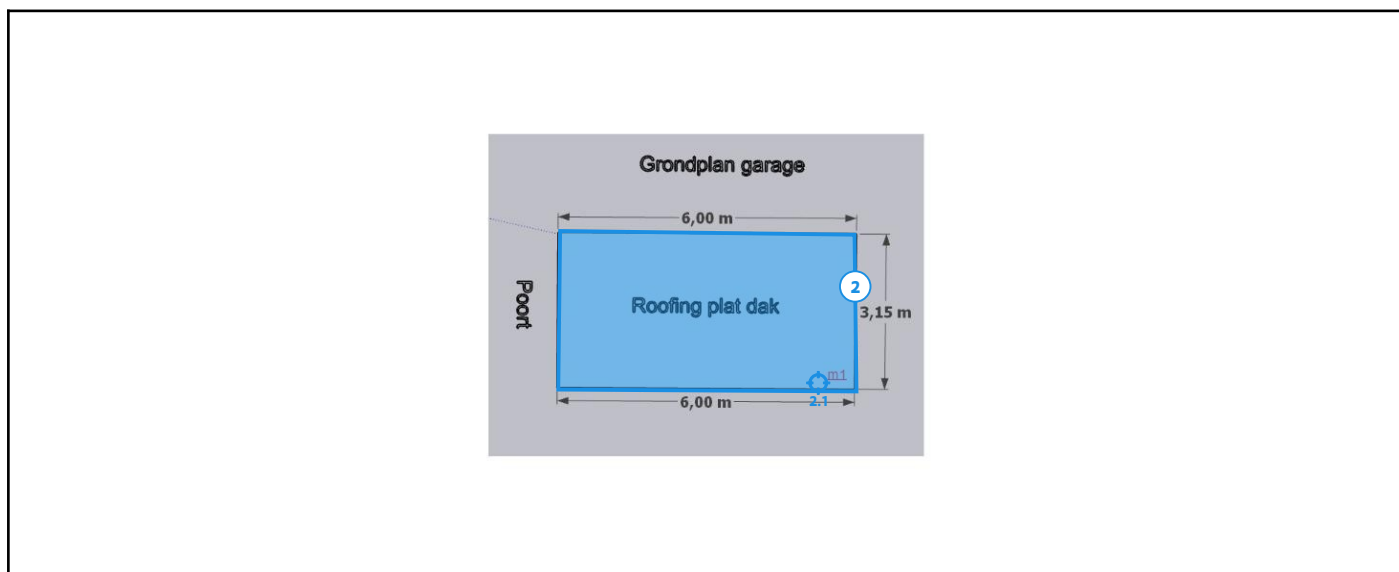 Grondplan garage
6,00 m
Poort
Roofing plat dak
2
3,15 m
m1
2.1
6,00 m